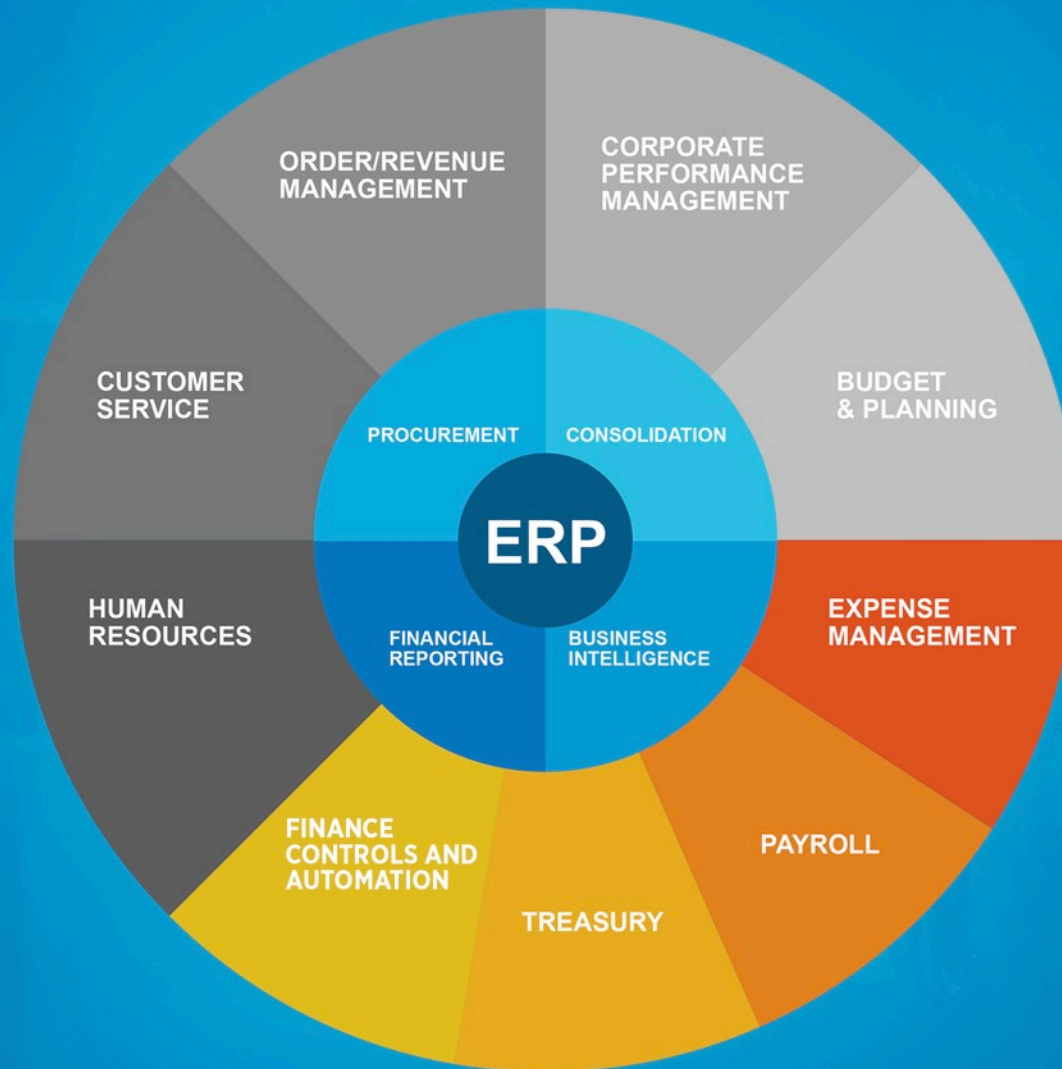 ORDER/REVENUE
MANAGEMENT
CORPORATE
PERFORMANCE
MANAGEMENT
CUSTOMER
SERVICE
BUDGET
& PLANNING
PROCUREMENT
CONSOLIDATION
ERP
HUMAN
RESOURCES
FINANCIAL
REPORTING
BUSINESS
INTELLIGENCE
EXPENSE
MANAGEMENT
FINANCE
CONTROLS AND
AUTOMATION
TREASURY
PAYROLL